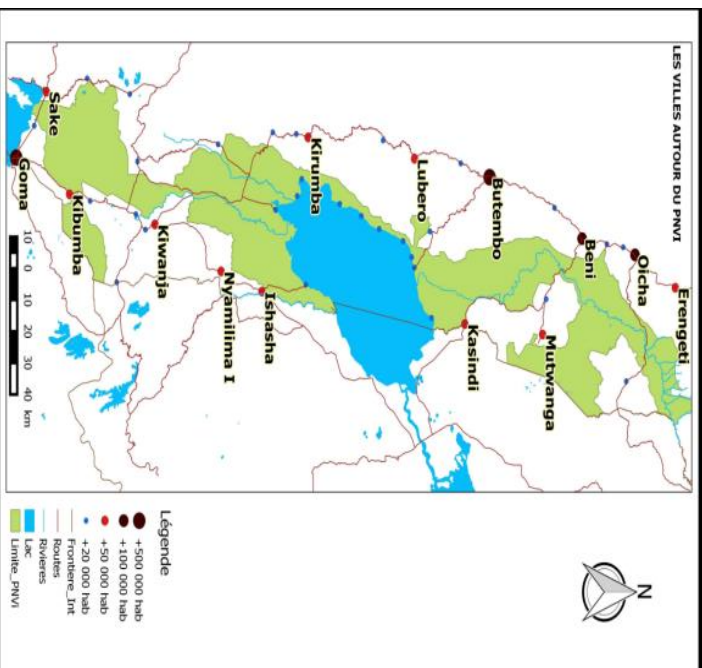 LES VILLES AUTOUR DU PNVI
Erengeti
Oicha
Beni
Mutwanga
Butembo
Kasindi
Lubero
Kirumba
Ishasha
Nyamilima I
Kiwanja
Kibumba
Sake
Goma
10 0 10 20 30 40 km
N
Légende
+500 000 hab
+100 000 hab
+50 000 hab
+20 000 hab
Frontiere_Int
Routes
Rivieres
Lac
Limite_PNVi